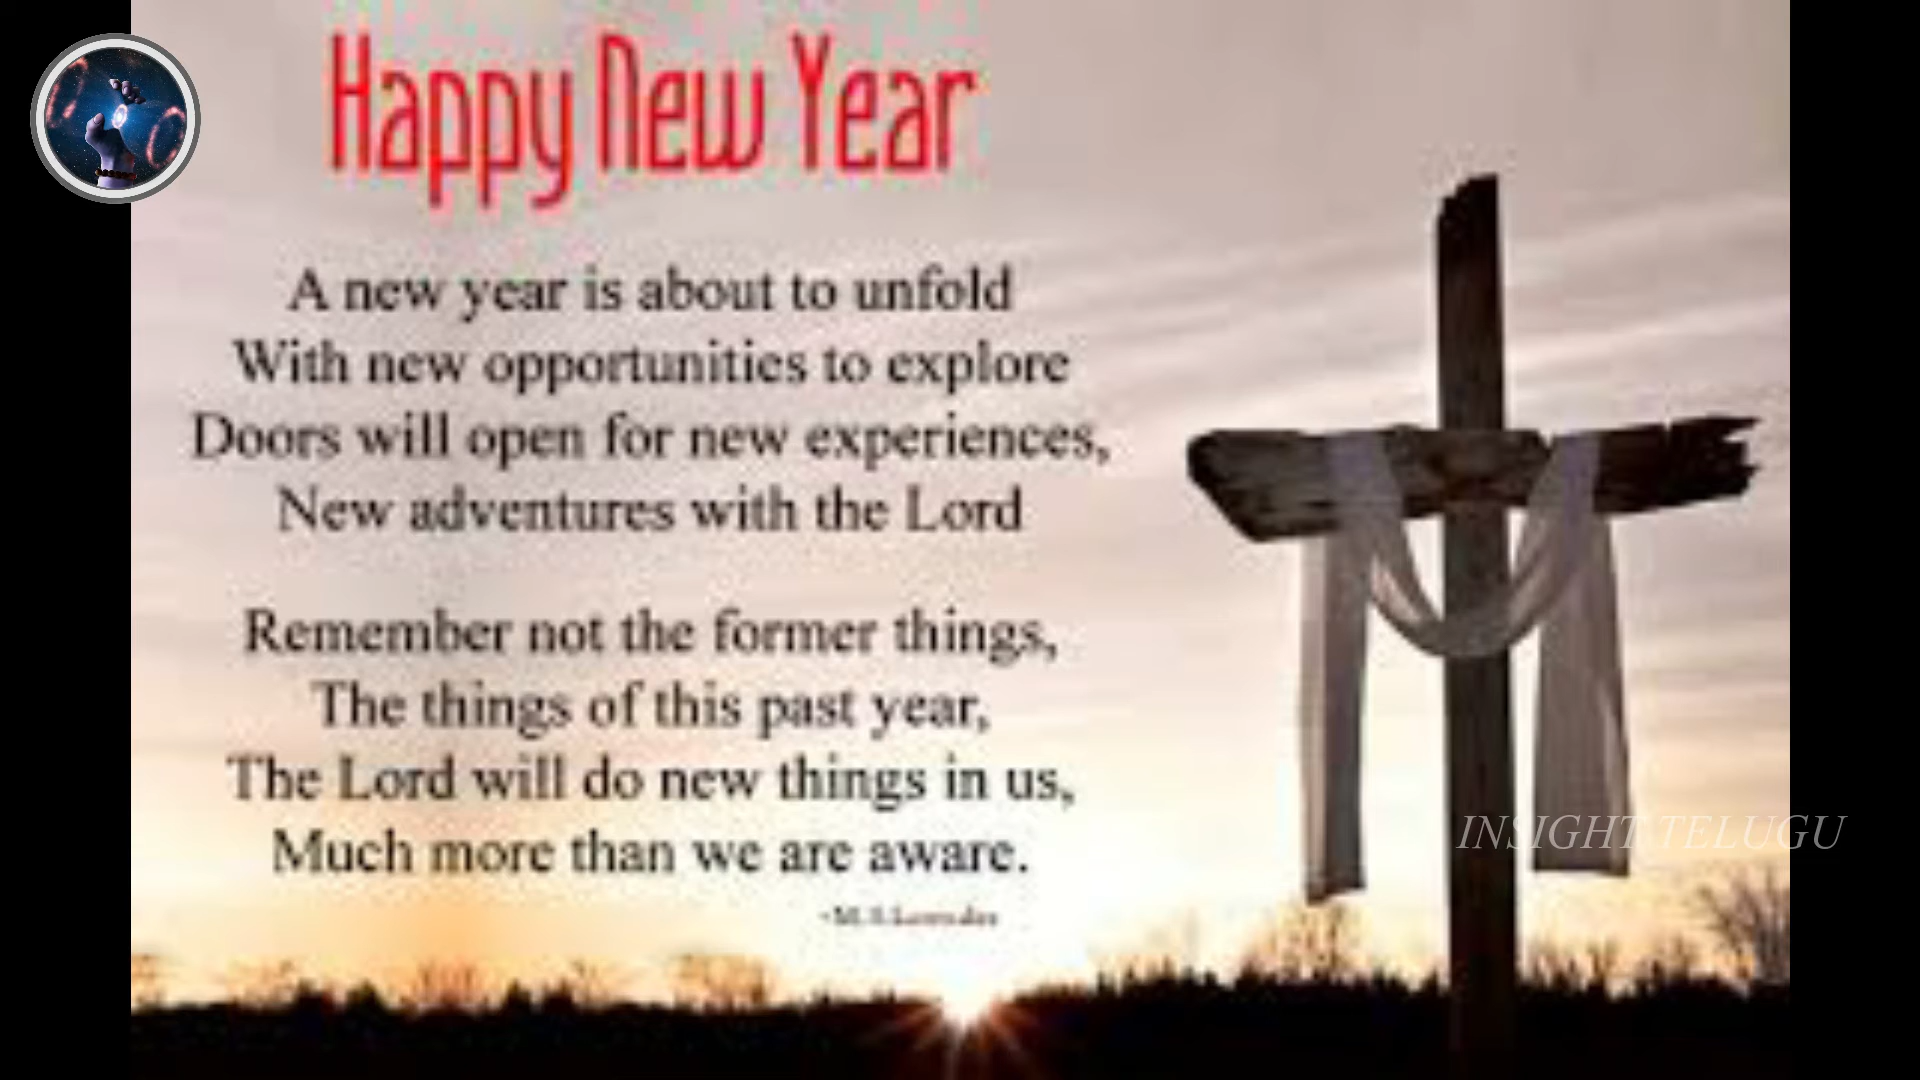 Happy New Year
A new year is about to unfold
With new opportunities to explore
Doors will open for new experiences,
New adventures with the Lord
Remember not the former things,
The things of this past year,
The Lord will do new things in us,
Much more than we are aware.
INSIGHT TELUGU